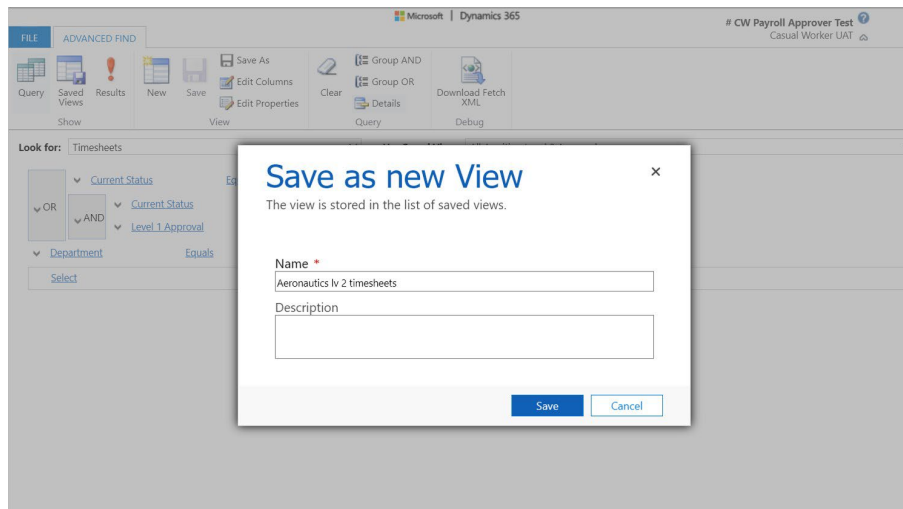 Microsoft | Dynamics 365
# CW Payroll Approver Test
Casual Worker UAT
FILE ADVANCED FIND
Query
Saved Views
Results
New
Save
Save As
Edit Columns
Edit Properties
Clear
Group AND
Group OR
Details
Download Fetch XML
Show View Query Debug
Look for: Timesheets
Current Status
OR
AND
Current Status
Level 1 Approval
Department Equals
Select
Save as new View
The view is stored in the list of saved views.
Name *
Aeronautics lv 2 timesheets
Description
Save Cancel